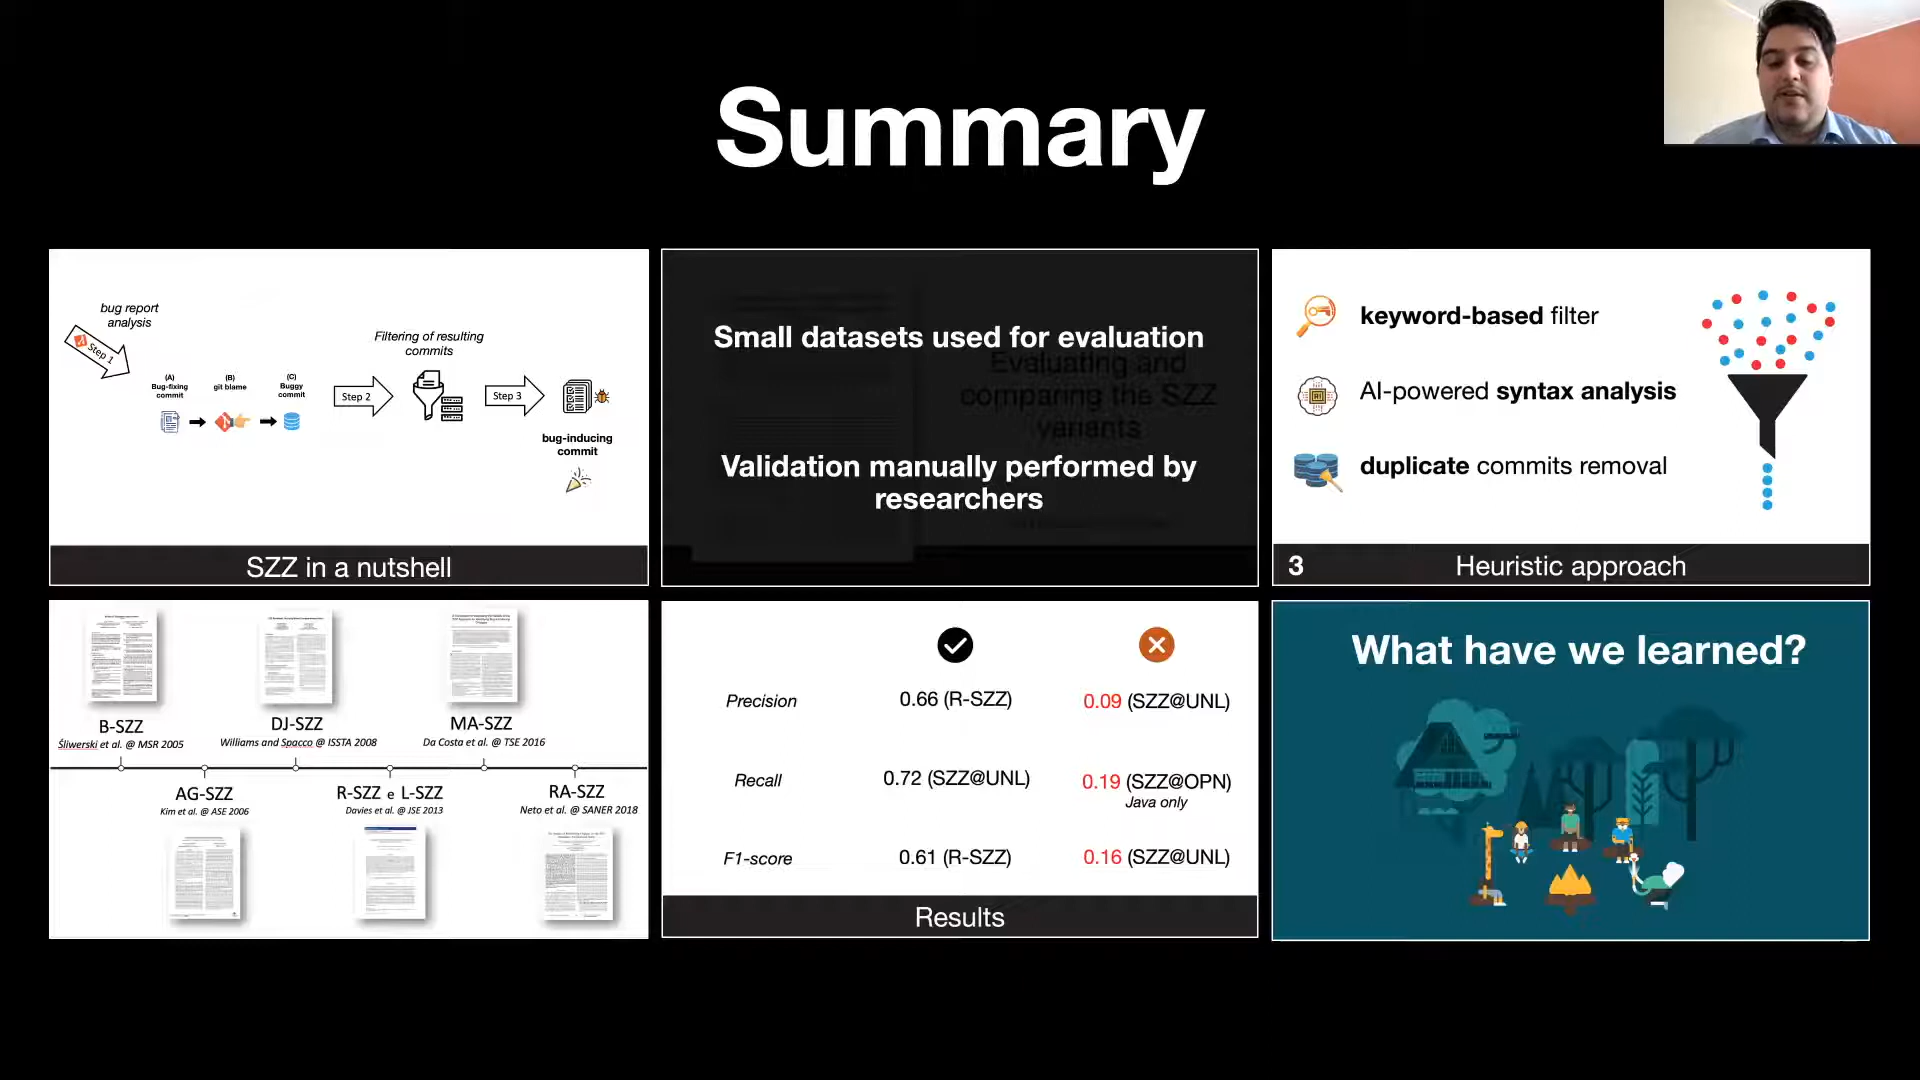 Summary
bug report
analysis
Step 1
Filtering of resulting
commits
(A)
Bug-fixing
commit
(B)
git blame
(C)
Buggy
commit
Step 2
Step 3
bug-inducing
commit
SZZ in a nutshell
Small datasets used for evaluation
Evaluating and
comparing the SZZ
variants
Validation manually performed by
researchers
keyword-based filter
AI-powered syntax analysis
duplicate commits removal
3
Heuristic approach
B-SZZ
Śliwerski et al. @ MSR 2005
DJ-SZZ
Williams and Spacco @ ISSTA 2008
MA-SZZ
Da Costa et al. @ TSE 2016
AG-SZZ
Kim et al. @ ASE 2006
R-SZZ e L-SZZ
Davies et al. @ JSE 2013
RA-SZZ
Neto et al. @ SANER 2018
Precision
0.66 (R-SZZ)
0.09 (SZZ@UNL)
Recall
0.72 (SZZ@UNL)
0.19 (SZZ@OPN)
Java only
F1-score
0.61 (R-SZZ)
0.16 (SZZ@UNL)
Results
What have we learned?